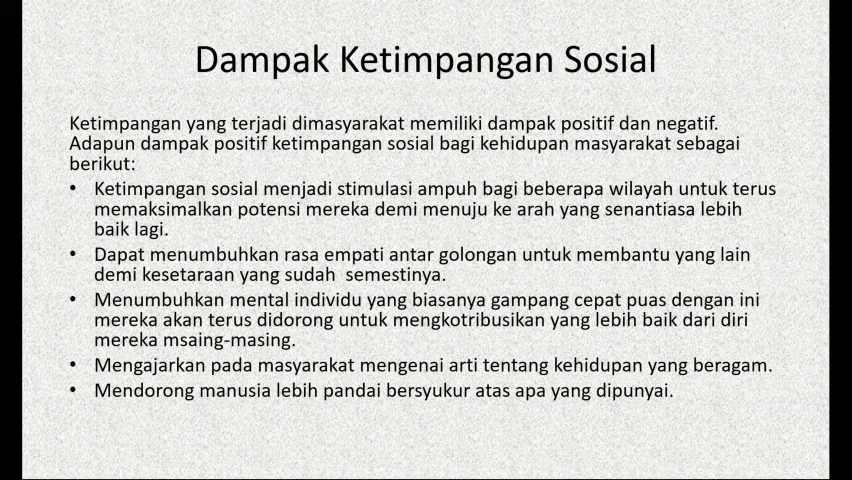 Dampak Ketimpangan Sosial
Ketimpangan yang terjadi dimasyarakat memiliki dampak positif dan negatif.
Adapun dampak positif ketimpangan sosial bagi kehidupan masyarakat sebagai
berikut:
• Ketimpangan sosial menjadi stimulasi ampuh bagi beberapa wilayah untuk terus
memaksimalkan potensi mereka demi menuju ke arah yang senantiasa lebih
baik lagi.
• Dapat menumbuhkan rasa empati antar golongan untuk membantu yang lain
demi kesetaraan yang sudah  semestinya.
• Menumbuhkan mental individu yang biasanya gampang cepat puas dengan ini
mereka akan terus didorong untuk mengkotribusikan yang lebih baik dari diri
mereka msaing-masing.
• Mengajarkan pada masyarakat mengenai arti tentang kehidupan yang beragam.
• Mendorong manusia lebih pandai bersyukur atas apa yang dipunyai.